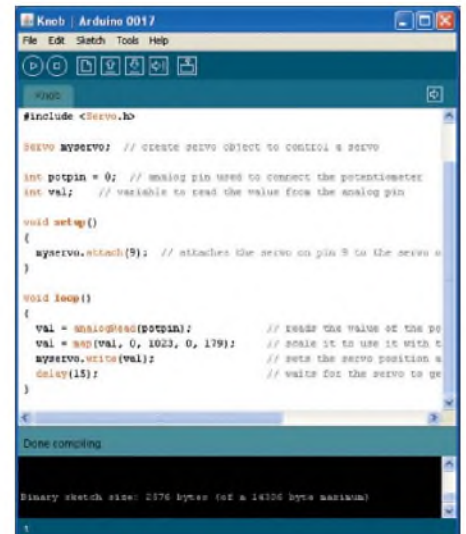 Knob | Arduino 0017
File Edit Sketch Tools Help
Knob
#include <Servo.h>
Servo myservo; // create servo object to control a servo
int potpin = 0; // analog pin used to connect the potentiometer
int val; // variable to read the value from the analog pin
void setup()
{
myservo.attach(9); // attaches the servo on pin 9 to the servo o
}
void loop()
{
val = analogRead(potpin); // reads the value of the po
val = map(val, 0, 1023, 0, 179); // scale it to use it with t
myservo.write(val); // sets the servo position a
delay(15); // waits for the servo to ge
}
Done compiling.
Binary sketch size: 2876 bytes (of a 14336 byte maximum)
1